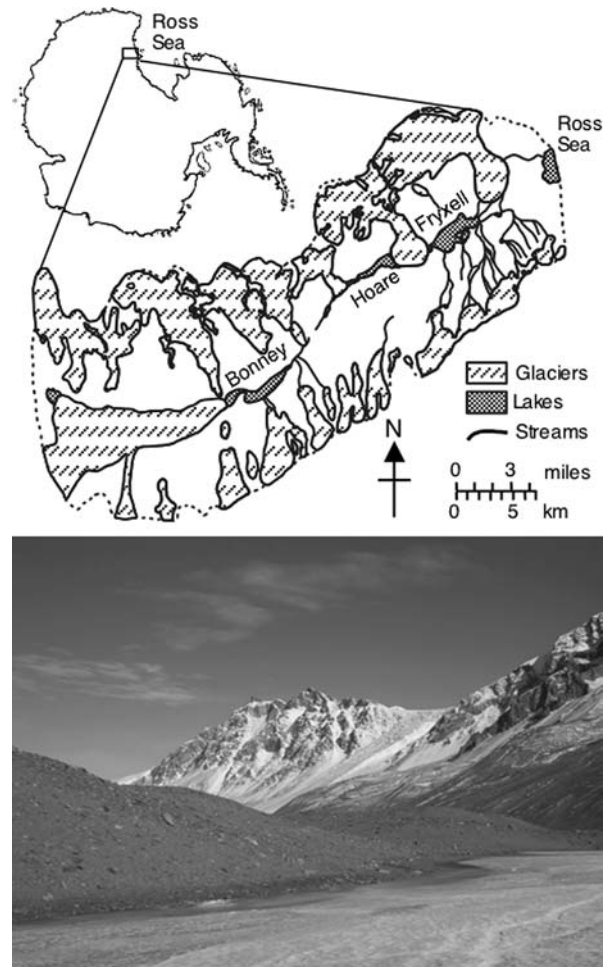 Ross
Sea
Ross
Sea
Fryxell
Hoare
Bonney
Glaciers
Lakes
Streams
N
0 3 miles
0 5 km